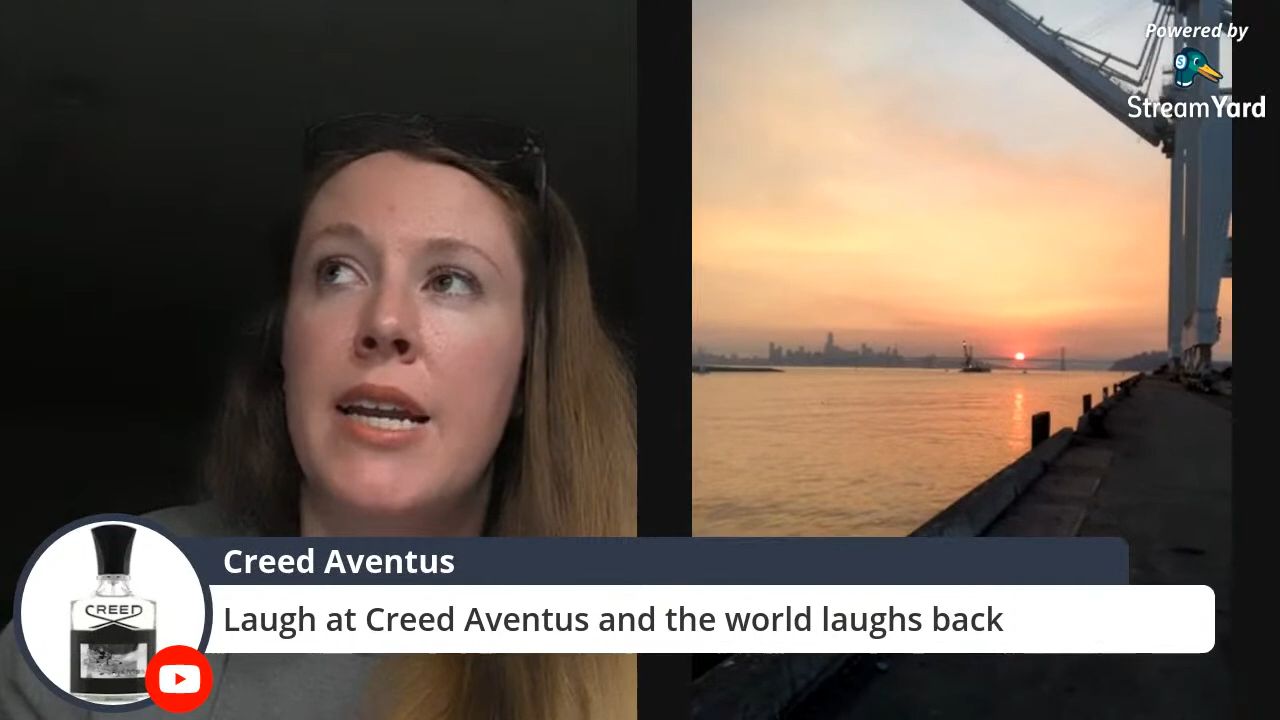 Powered by
StreamYard
Creed Aventus
Laugh at Creed Aventus and the world laughs back
CREED